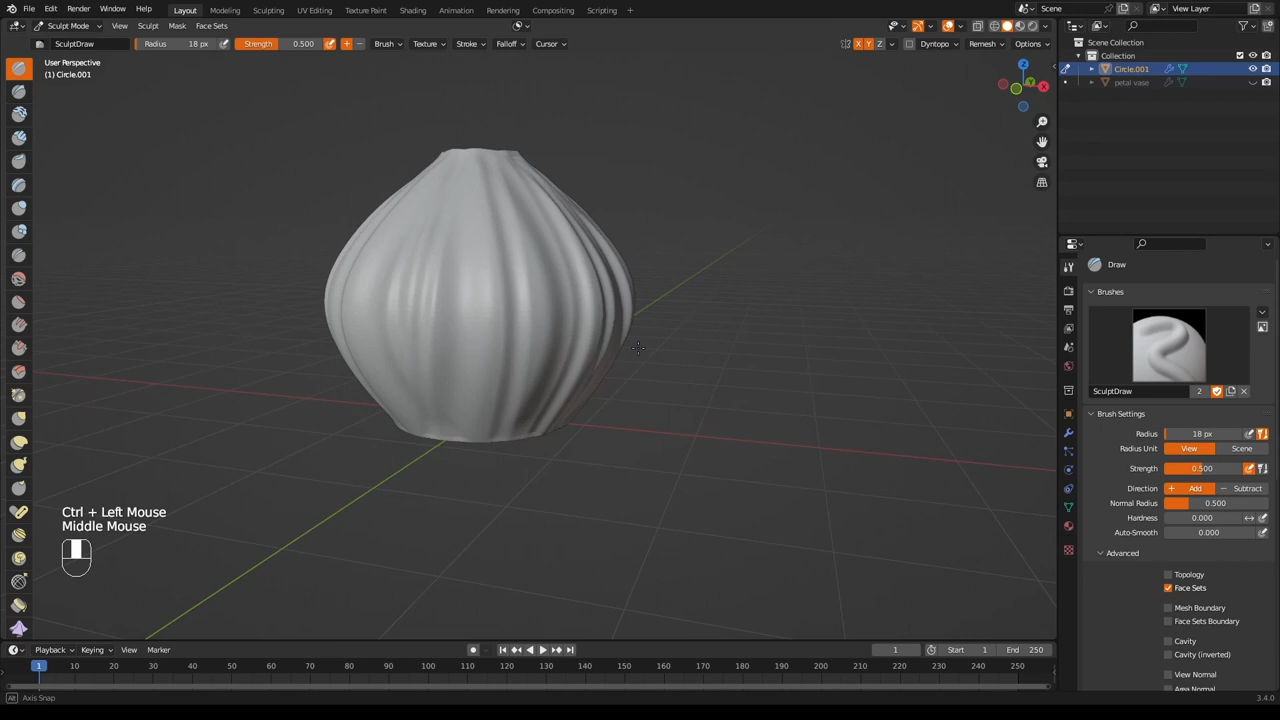 File Edit Render Window Help Layout Modeling Sculpting UV Editing Texture Paint Shading Animation Rendering Compositing Scripting Scene View Layer
Sculpt Mode View Sculpt Mask Face Sets
SculptDraw Radius 18 px Strength 0.500 Brush Texture Stroke Falloff Cursor X Y Z Dyntopo Remesh Options
User Perspective
(1) Circle.001
Scene Collection
Collection
Circle.001
petal vase
Z
Y
X
Draw
Brushes
SculptDraw 2
Brush Settings
Radius 18 px
Radius Unit View Scene
Strength 0.500
Direction Add Subtract
Normal Radius 0.500
Hardness 0.000
Auto-Smooth 0.000
Advanced
Topology
Face Sets
Mesh Boundary
Face Sets Boundary
Cavity
Cavity (inverted)
View Normal
Area Normal
Ctrl + Left Mouse
Middle Mouse
Playback Keying View Marker 1 Start 1 End 250
1 10 20 30 40 50 60 70 80 90 100 110 120 130 140 150 160 170 180 190 200 210 220 230 240 250
Alt Axis Snap 3.4.0